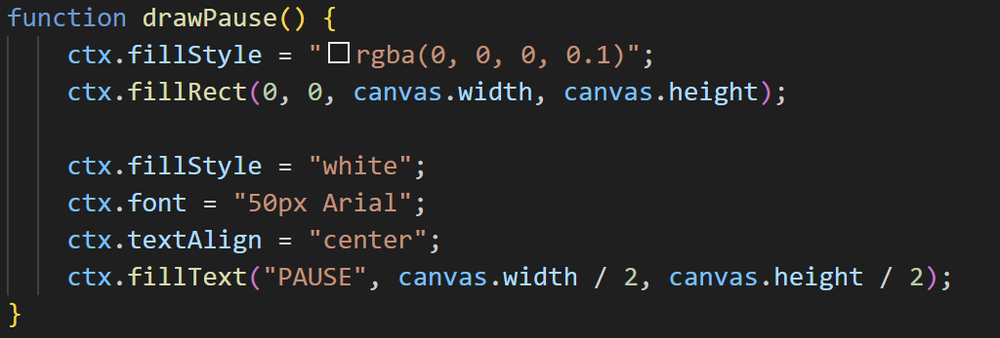 function drawPause() {
ctx.fillStyle = "rgba(0, 0, 0, 0.1)";
ctx.fillRect(0, 0, canvas.width, canvas.height);
ctx.fillStyle = "white";
ctx.font = "50px Arial";
ctx.textAlign = "center";
ctx.fillText("PAUSE", canvas.width / 2, canvas.height / 2);
}